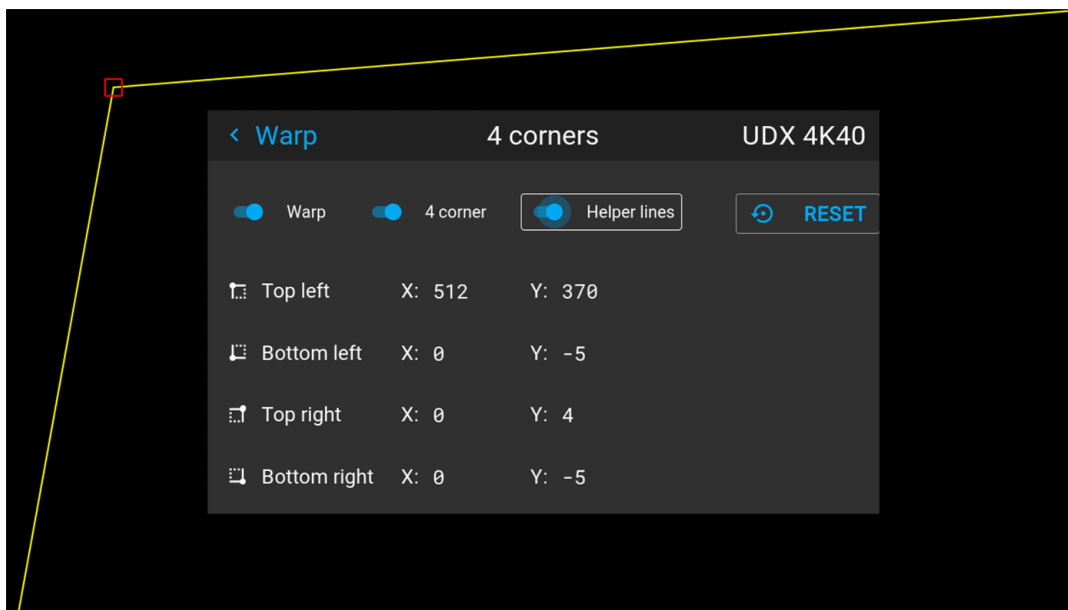 Warp 4 corners UDX 4K40
Warp 4 corner Helper lines RESET
Top left X: 512 Y: 370
Bottom left X: 0 Y: -5
Top right X: 0 Y: 4
Bottom right X: 0 Y: -5